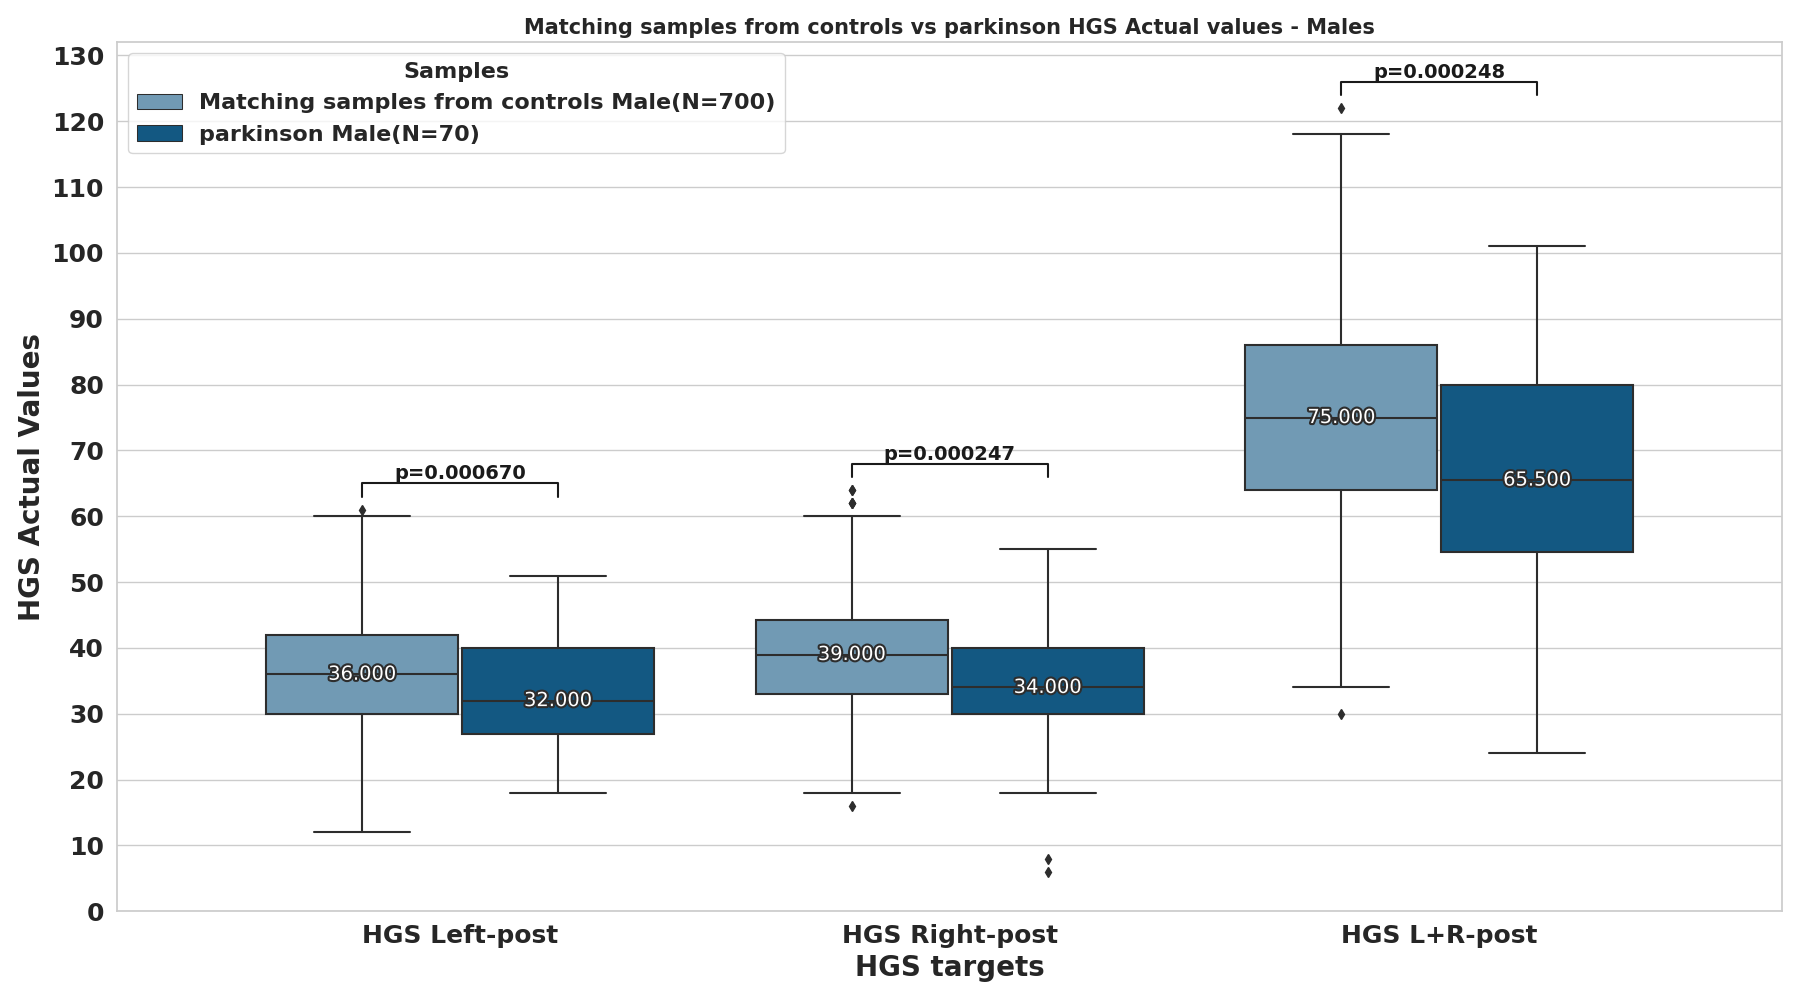 Matching samples from controls vs parkinson HGS Actual values - Males
Samples
Matching samples from controls Male(N=700)
parkinson Male(N=70)
HGS Actual Values
130
120
110
100
90
80
70
60
50
40
30
20
10
0
p=0.000670
p=0.000247
p=0.000248
36.000
32.000
39.000
34.000
75.000
65.500
HGS Left-post
HGS Right-post
HGS L+R-post
HGS targets